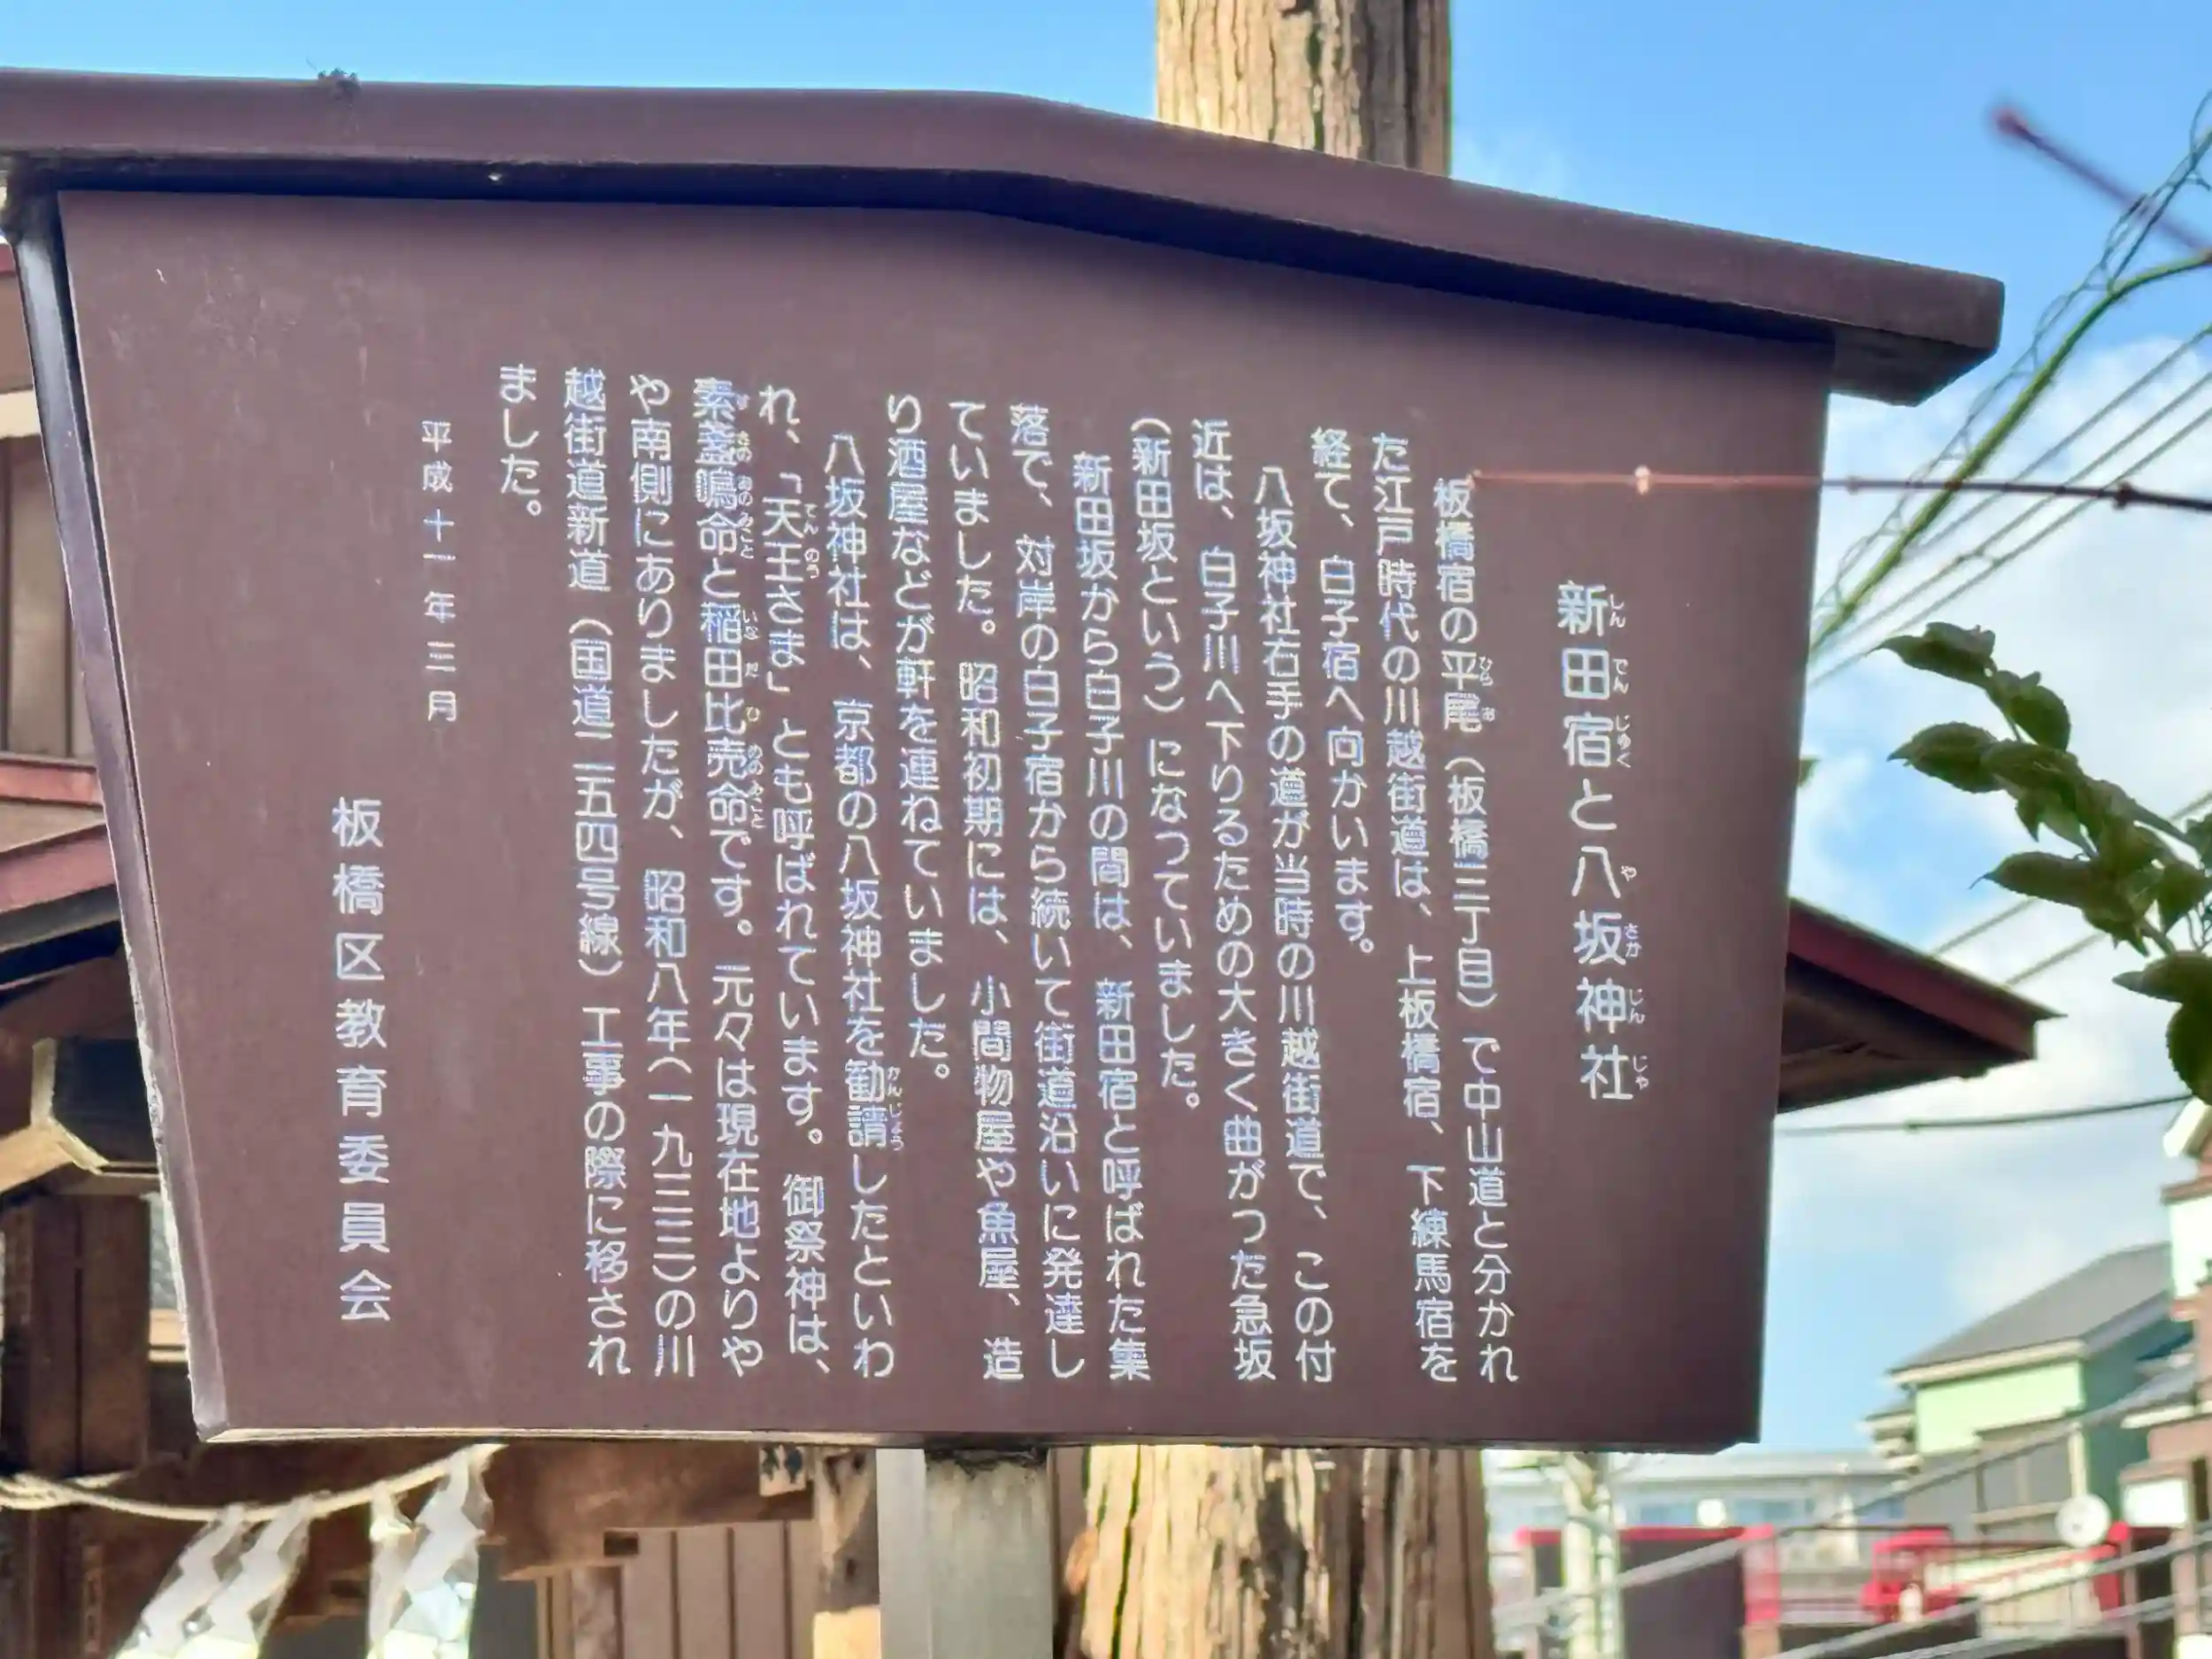 新田宿と八坂神社
板橋宿の平尾（板橋三丁目）で中山道と分かれ
た江戸時代の川越街道は、上板橋宿、下練馬宿を
経て、白子宿へ向かいます。
八坂神社右手の道が当時の川越街道で、この付
近は、白子川へ下りるための大きく曲がった急坂
（新田坂という）になっていました。
新田坂から白子川の間は、新田宿と呼ばれた集
落で、対岸の白子宿から続いて街道沿いに発達し
ていました。昭和初期には、小間物屋や魚屋、造
り酒屋などが軒を連ねていました。
八坂神社は、京都の八坂神社を勧請したといわ
れ、「天王さま」とも呼ばれています。御祭神は、
素盞嗚命と稲田比売命です。元々は現在地よりや
や南側にありましたが、昭和八年（一九三三）の川
越街道新道（国道二五四号線）工事の際に移され
ました。
平成十一年三月
板橋区教育委員会